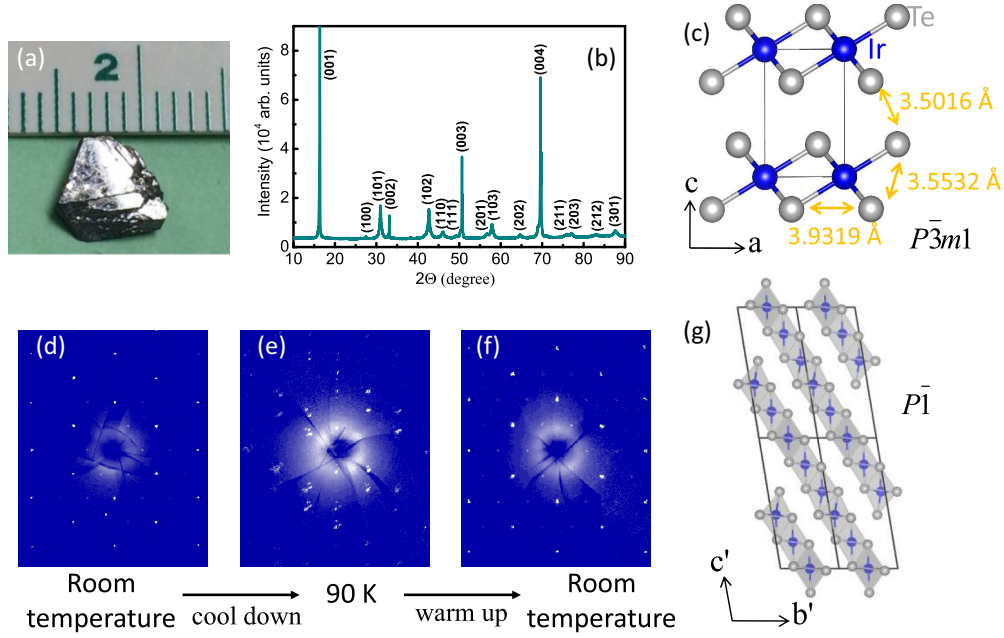 (a)
2
(b)
Intensity (10⁴ arb. units)
8
6
4
2
(001)
(100)
(101)
(002)
(102)
(110)
(111)
(003)
(201)
(103)
(202)
(004)
(211)
(203)
(212)
(301)
10 20 30 40 50 60 70 80 90
2Θ (degree)
(c)
Te
Ir
3.5016 Å
3.5532 Å
3.9319 Å
c
a
P3̅m1
(d)
(e)
(f)
Room
temperature
cool down
90 K
warm up
Room
temperature
(g)
P1̅
c'
b'